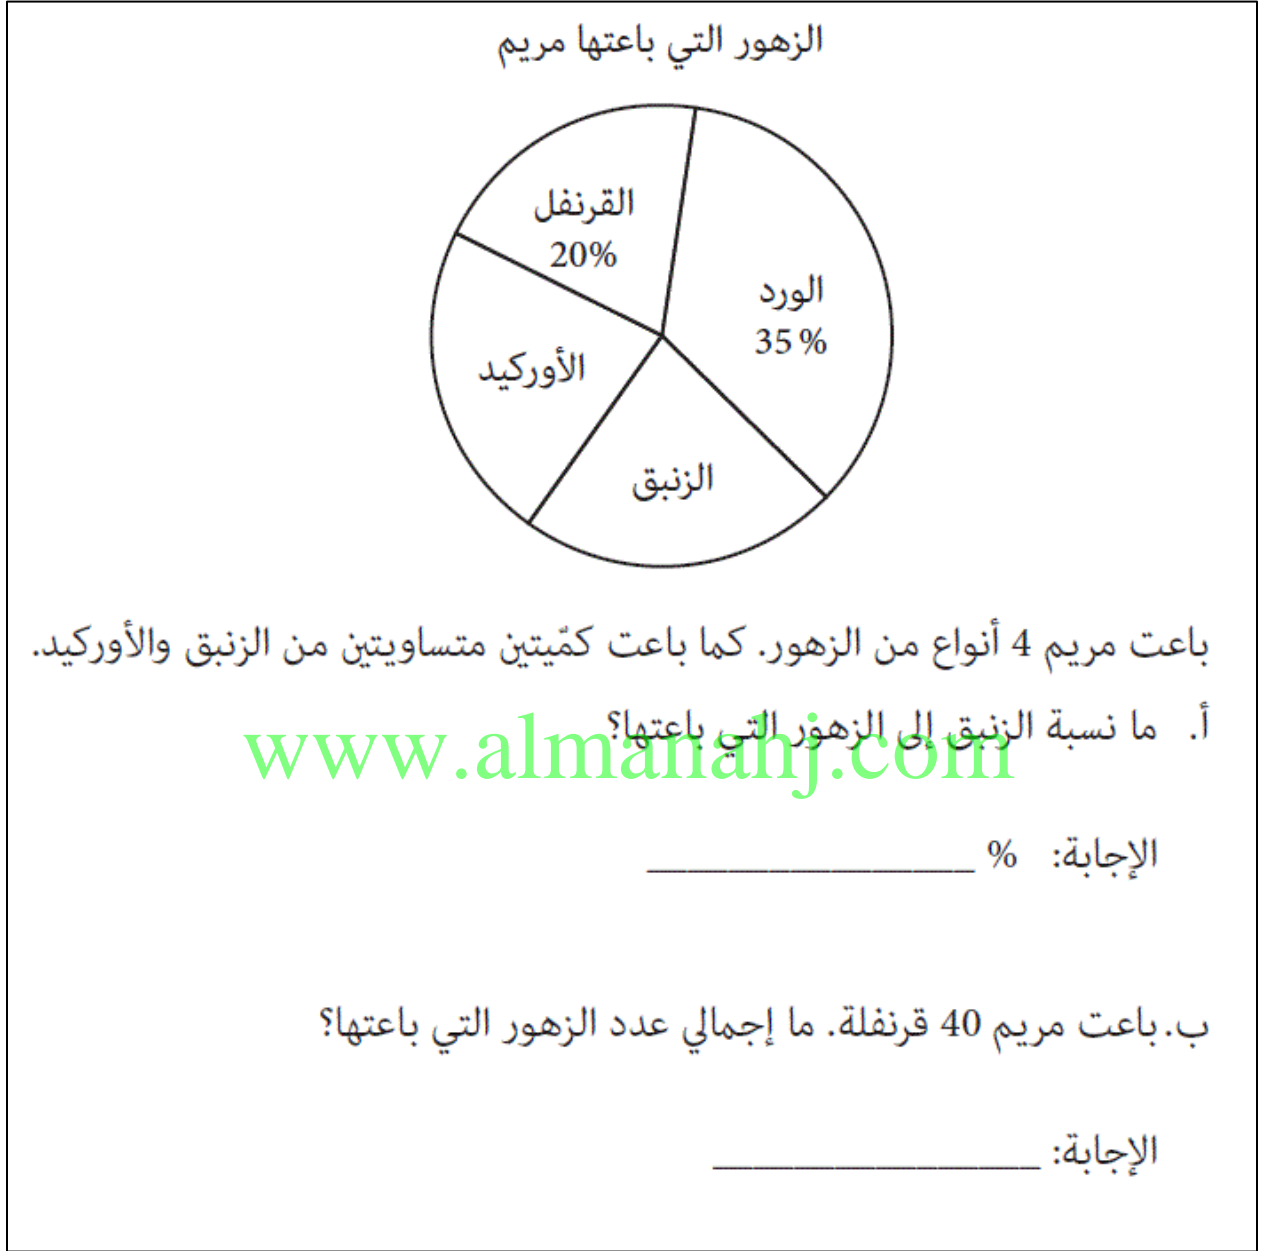 الزهور التي باعتها مريم
القرنفل
20%
الورد
35 %
الأوركيد
الزنبق
باعت مريم 4 أنواع من الزهور. كما باعت كمّيتين متساويتين من الزنبق والأوركيد.
أ. ما نسبة الزنبق إلى الزهور التي باعتها؟
www.almanahj.com
الإجابة: % ________________
ب. باعت مريم 40 قرنفلة. ما إجمالي عدد الزهور التي باعتها؟
الإجابة: ________________